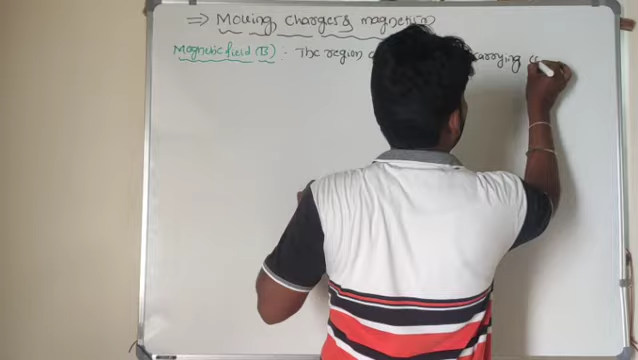 ⇒ Moving charges & magnetism
Magnetic field (B) : The region carrying